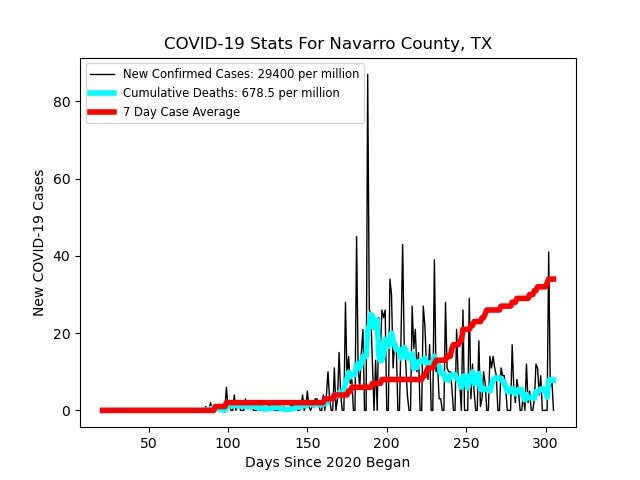 COVID-19 Stats For Navarro County, TX
New Confirmed Cases: 29400 per million
Cumulative Deaths: 678.5 per million
7 Day Case Average
New COVID-19 Cases
80
60
40
20
0
50 100 150 200 250 300
Days Since 2020 Began